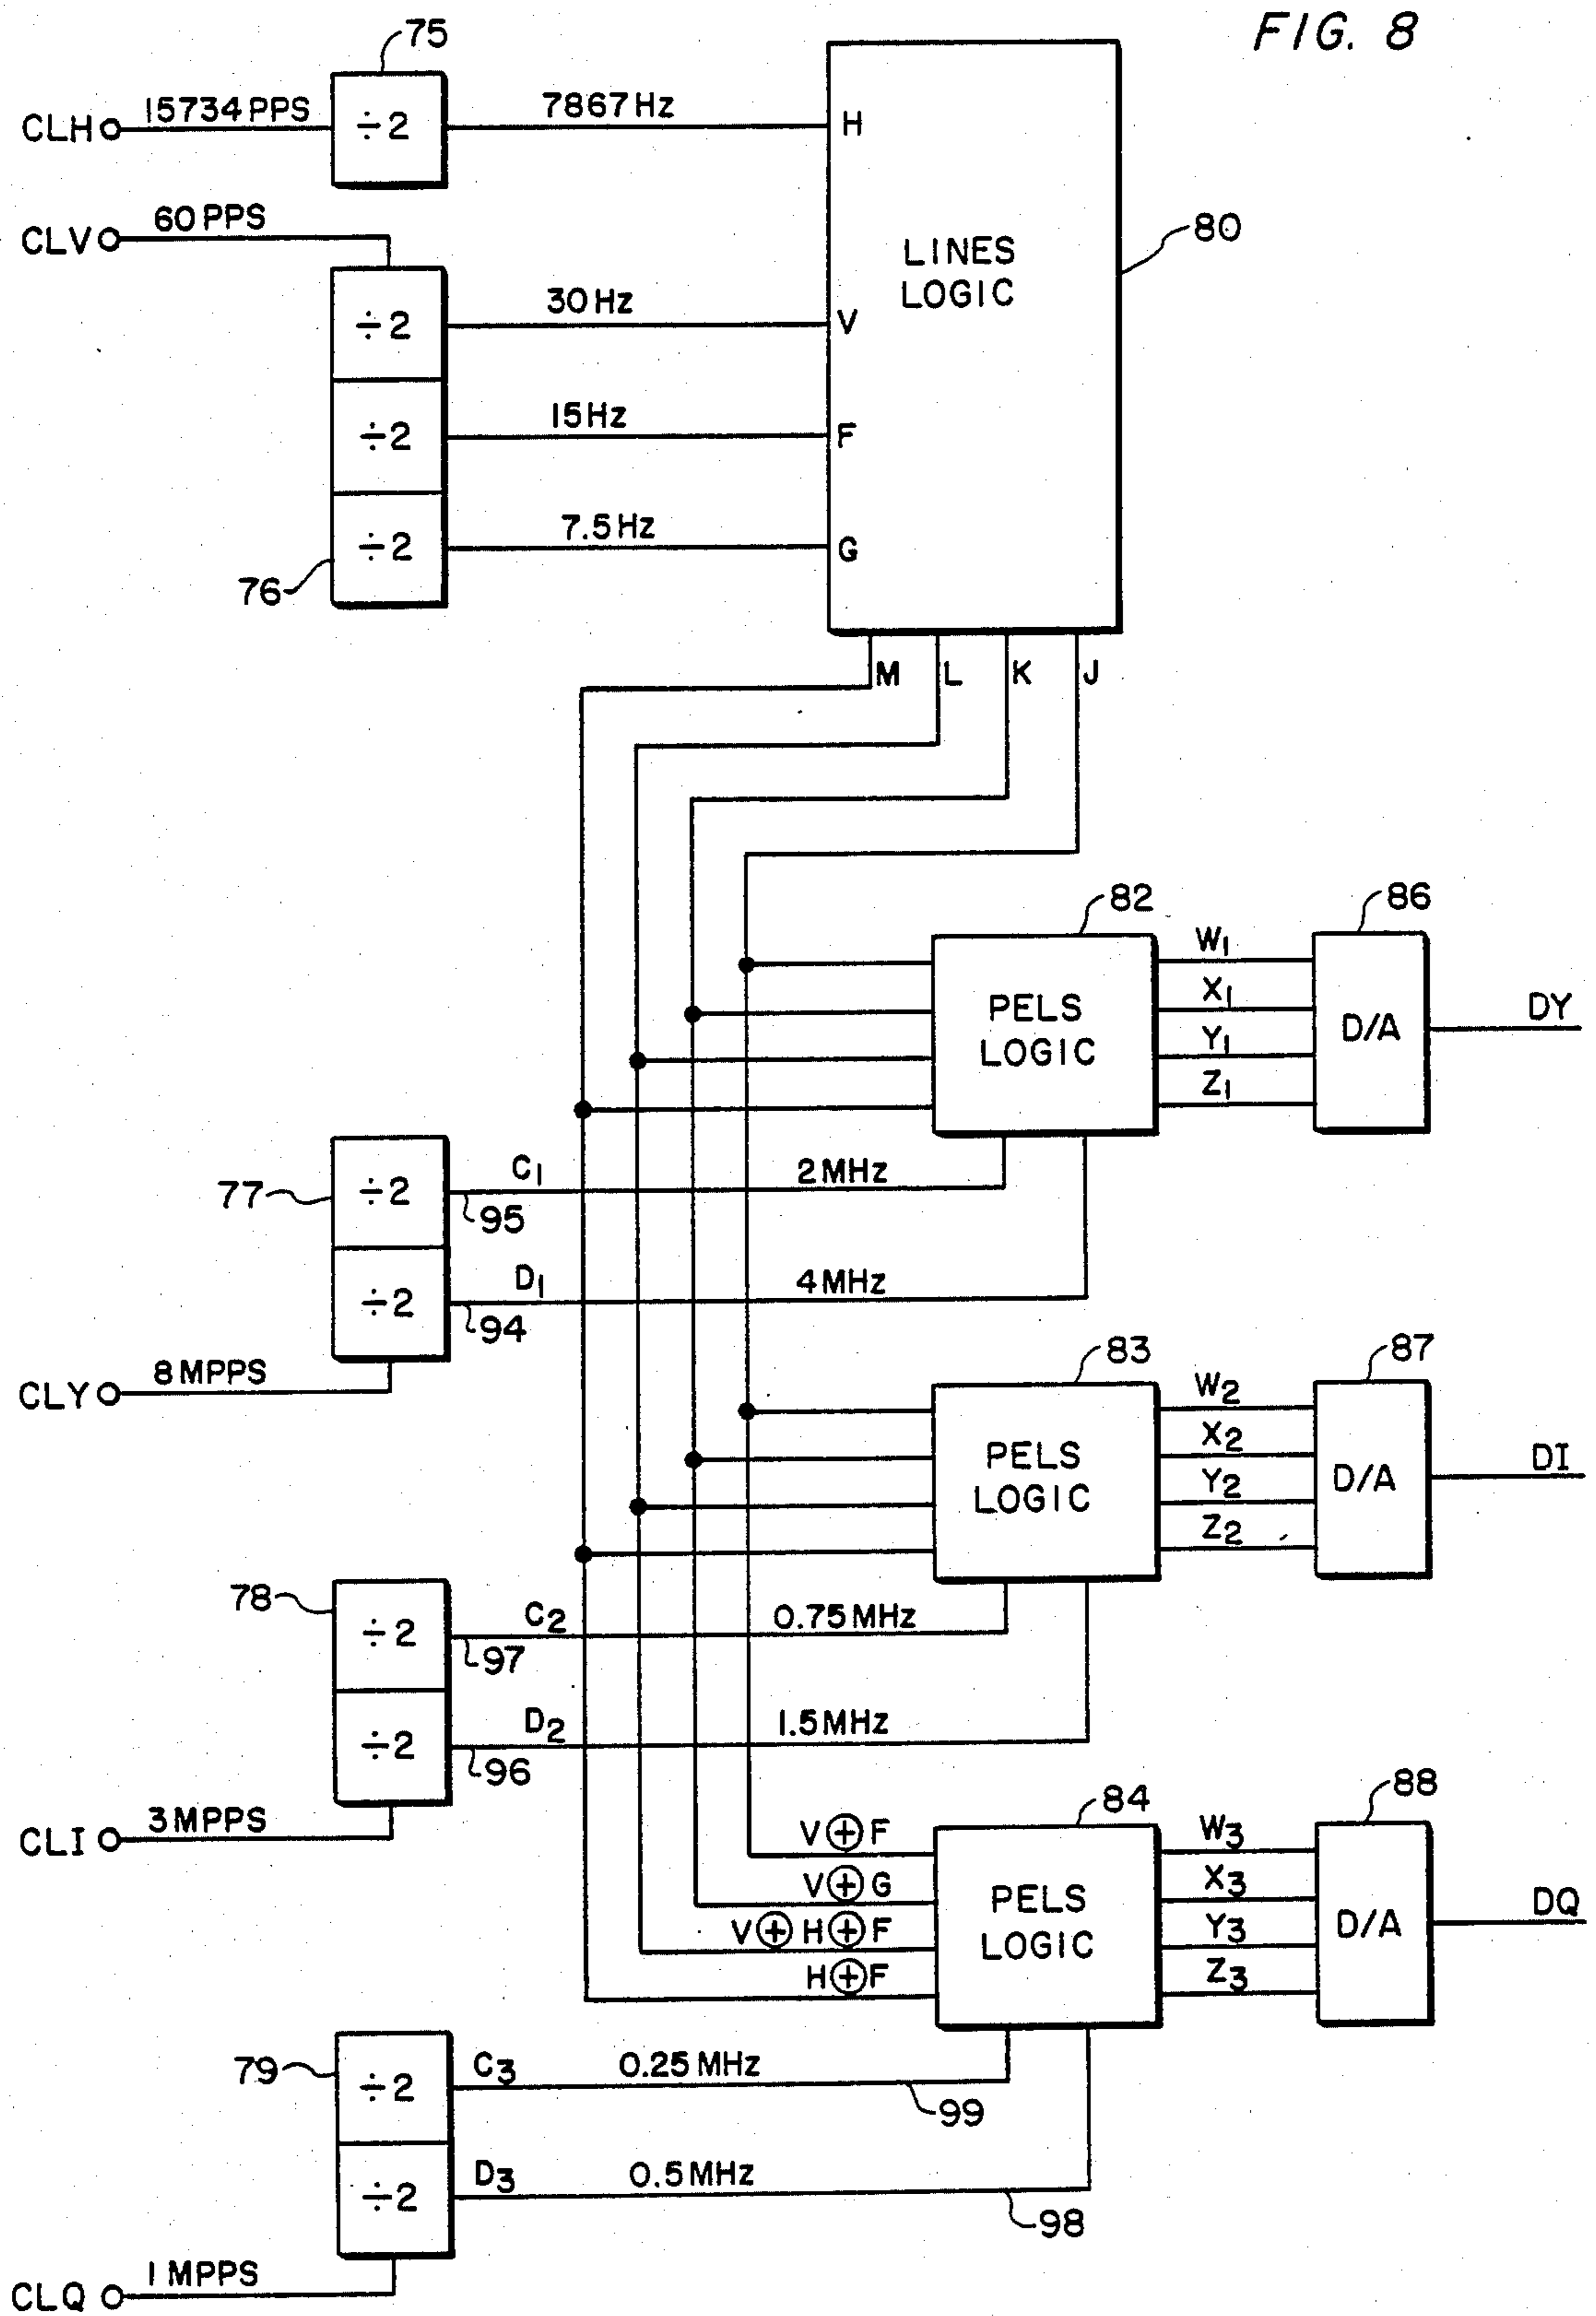 FIG. 8
75
CLH 15734 PPS ÷2 7867 Hz H
CLV 60 PPS
80
LINES
LOGIC
÷2 30 Hz V
÷2 15 Hz F
÷2 7.5 Hz G
76
M L K J
82 86
PELS
LOGIC
W1
X1
Y1
Z1
D/A
DY
77 ÷2 C1 2 MHz
95
÷2 D1 4 MHz
94
CLY 8 MPPS
83 87
PELS
LOGIC
W2
X2
Y2
Z2
D/A
DI
78 ÷2 C2 0.75 MHz
97
÷2 D2 1.5 MHz
96
CLI 3 MPPS
84 88
V⊕F
V⊕G
V⊕H⊕F
H⊕F
PELS
LOGIC
W3
X3
Y3
Z3
D/A
DQ
79 ÷2 C3 0.25 MHz
99
÷2 D3 0.5 MHz
98
CLQ 1 MPPS